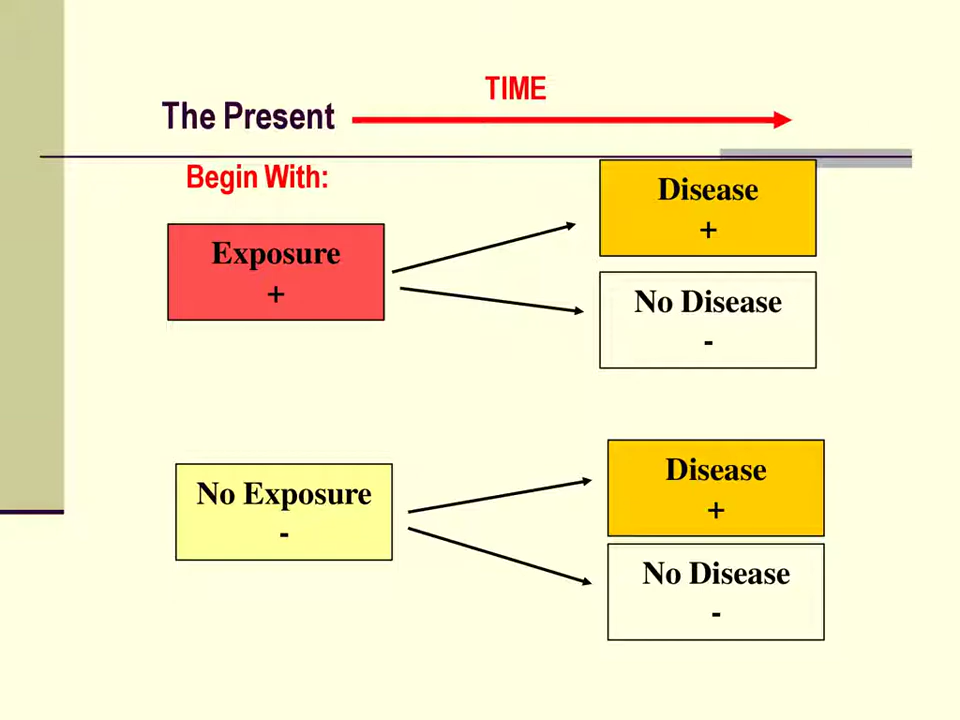 TIME
The Present
Begin With:
Exposure
+
Disease
+
No Disease
-
No Exposure
-
Disease
+
No Disease
-